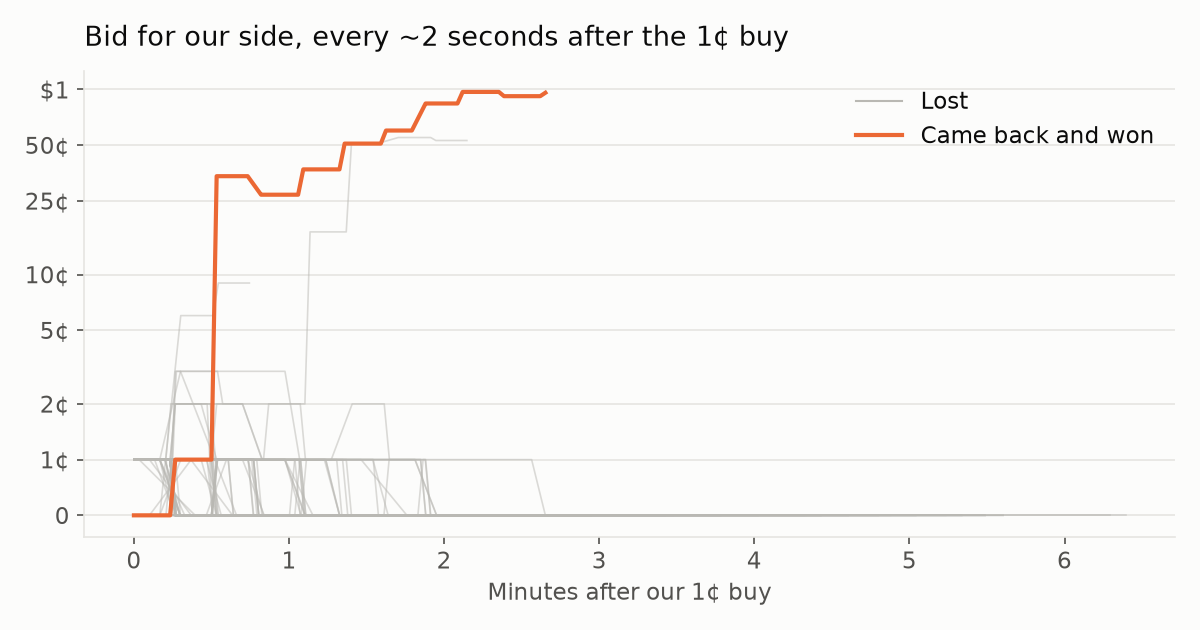 Bid for our side, every ~2 seconds after the 1¢ buy
$1
50¢
25¢
10¢
5¢
2¢
1¢
0
Lost
Came back and won
0 1 2 3 4 5 6
Minutes after our 1¢ buy